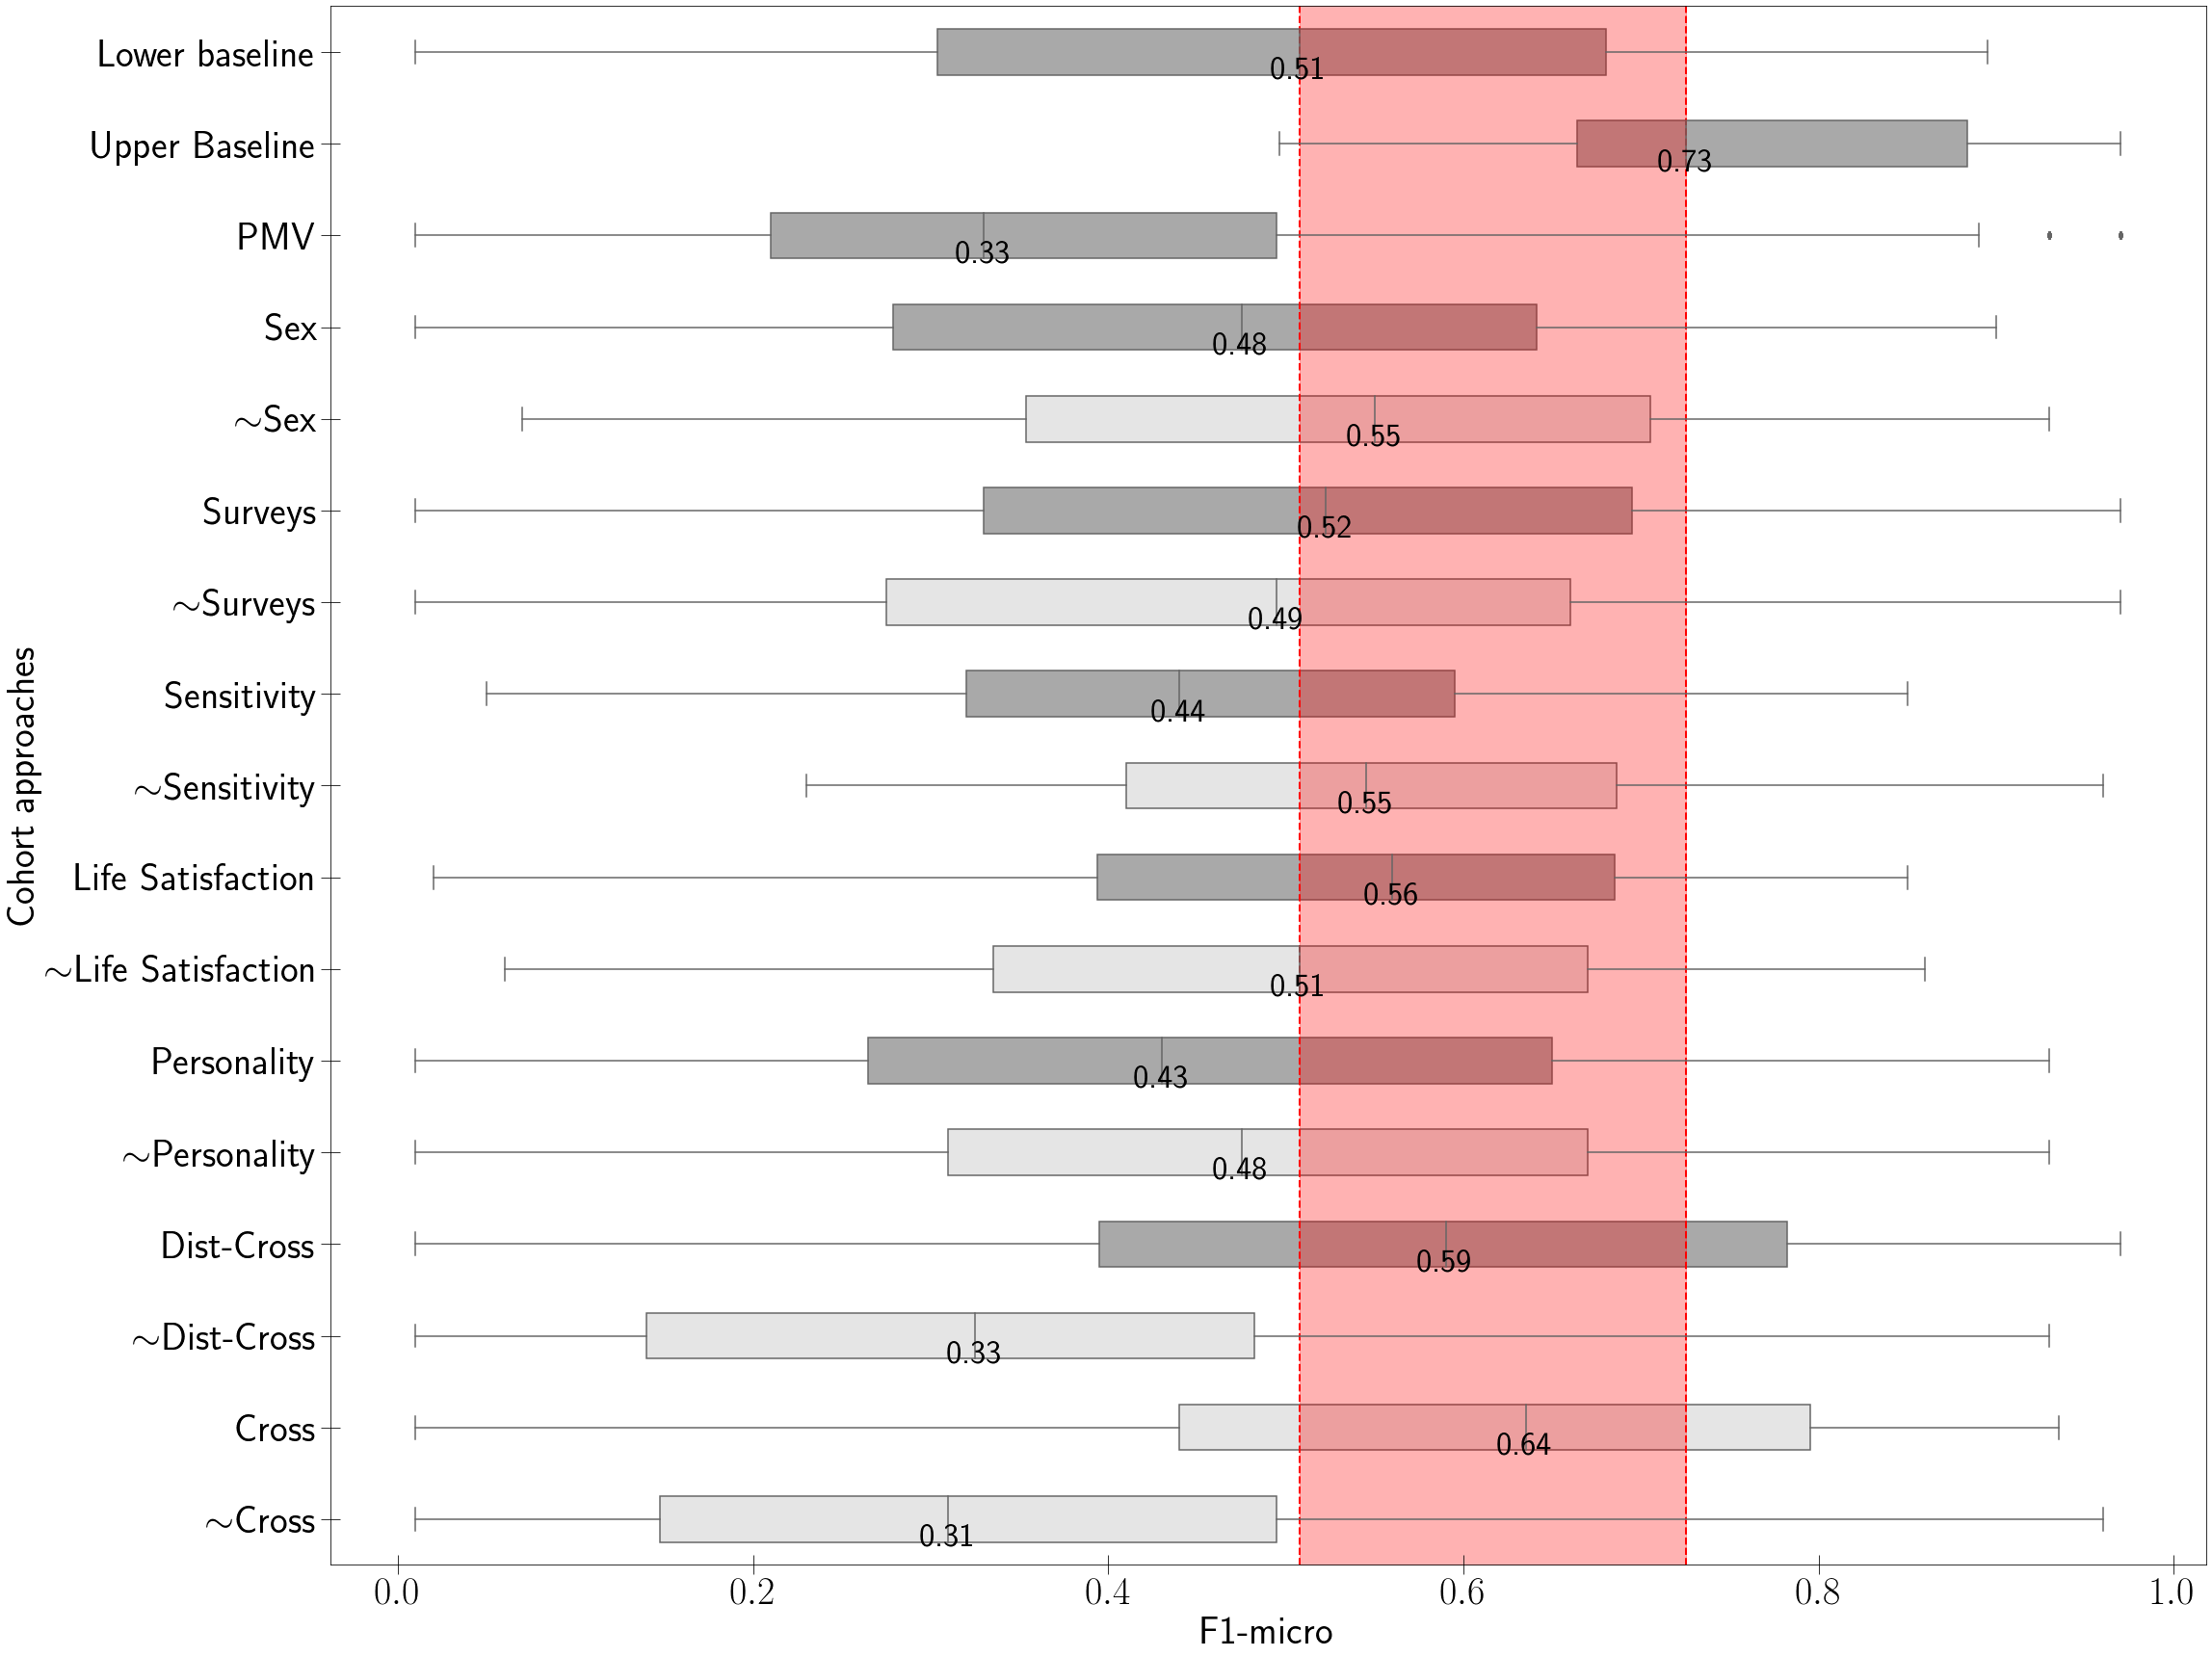 Lower baseline
0.51
Upper Baseline
0.73
PMV
0.33
Sex
0.48
~Sex
0.55
Surveys
0.52
~Surveys
0.49
Sensitivity
0.44
~Sensitivity
0.55
Life Satisfaction
0.56
~Life Satisfaction
0.51
Personality
0.43
~Personality
0.48
Dist-Cross
0.59
~Dist-Cross
0.33
Cross
0.64
~Cross
0.31
Cohort approaches
0.0 0.2 0.4 0.6 0.8 1.0
F1-micro